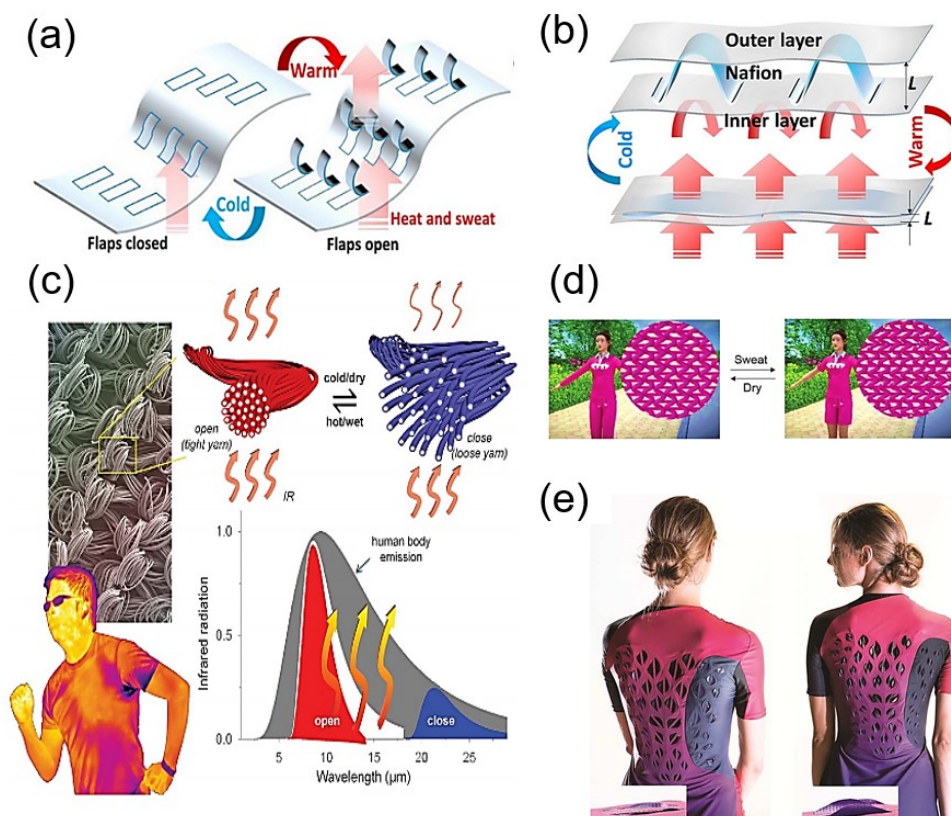 (a)
Warm
Cold
Heat and sweat
Flaps closed
Flaps open
(b)
Outer layer
Nafion
L
Inner layer
Cold
Warm
L
(c)
cold/dry
hot/wet
open
(tight yarn)
close
(loose yarn)
IR
human body
emission
Infrared radiation
1.0
0.5
0.0
open
close
5
10
15
20
25
Wavelength (μm)
(d)
Sweat
Dry
(e)